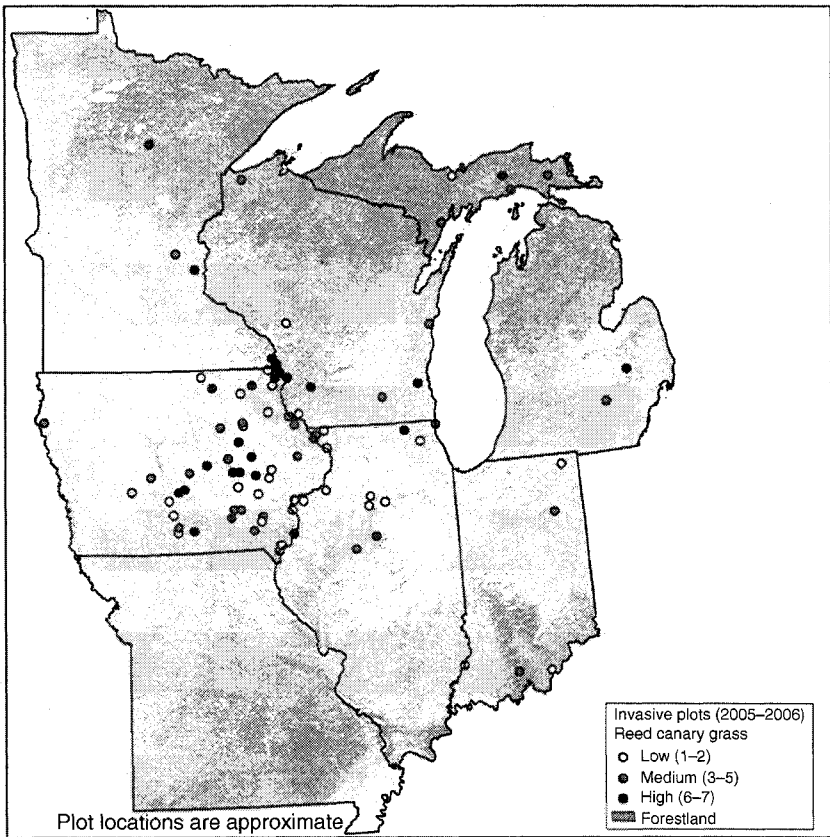 Invasive plots (2005–2006)
Reed canary grass
Low (1–2)
Medium (3–5)
High (6–7)
Forestland
Plot locations are approximate